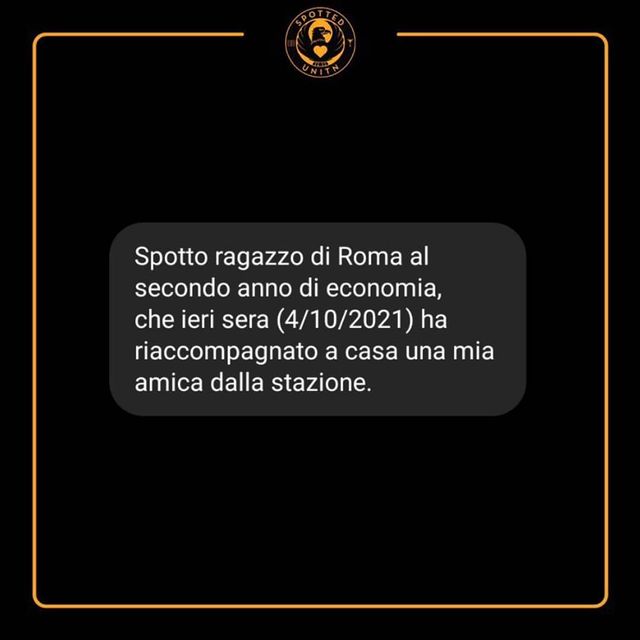 SPOTTED
UNITN
Spotto ragazzo di Roma al
secondo anno di economia,
che ieri sera (4/10/2021) ha
riaccompagnato a casa una mia
amica dalla stazione.